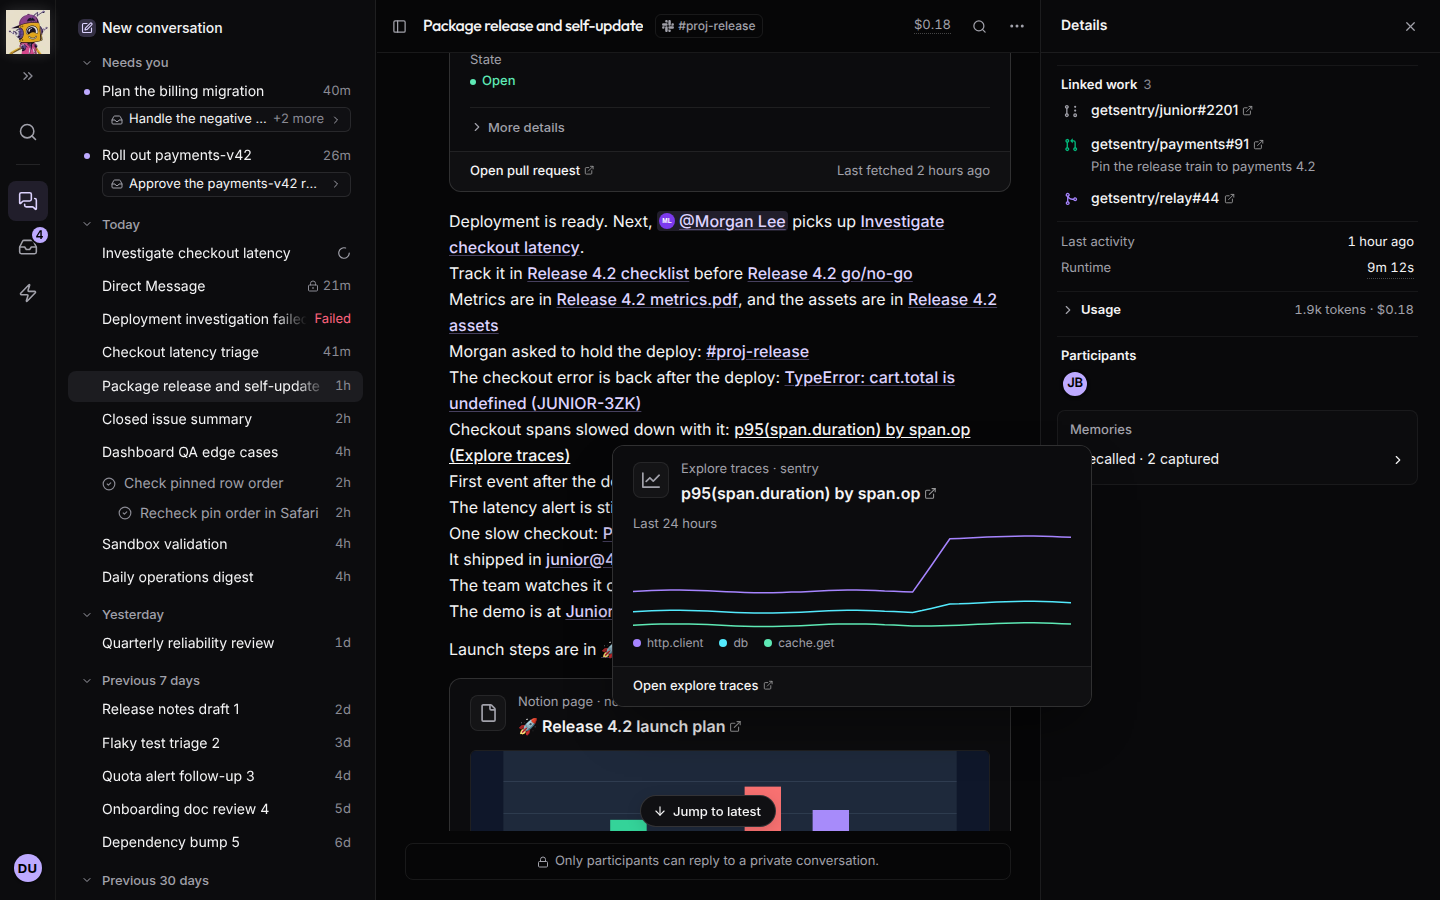 New conversation
Needs you
Plan the billing migration 40m
Handle the negative ... +2 more
Roll out payments-v42 26m
Approve the payments-v42 r...
Today
4
Investigate checkout latency
Direct Message 21m
Deployment investigation failed Failed
Checkout latency triage 41m
Package release and self-update 1h
Closed issue summary 2h
Dashboard QA edge cases 4h
Check pinned row order 2h
Recheck pin order in Safari 2h
Sandbox validation 4h
Daily operations digest 4h
Yesterday
Quarterly reliability review 1d
Previous 7 days
Release notes draft 1 2d
Flaky test triage 2 3d
Quota alert follow-up 3 4d
Onboarding doc review 4 5d
Dependency bump 5 6d
Previous 30 days
DU
Package release and self-update #proj-release $0.18
State
Open
More details
Open pull request Last fetched 2 hours ago
Deployment is ready. Next, ML @Morgan Lee picks up Investigate
checkout latency.
Track it in Release 4.2 checklist before Release 4.2 go/no-go
Metrics are in Release 4.2 metrics.pdf, and the assets are in Release 4.2
assets
Morgan asked to hold the deploy: #proj-release
The checkout error is back after the deploy: TypeError: cart.total is
undefined (JUNIOR-3ZK)
Checkout spans slowed down with it: p95(span.duration) by span.op
(Explore traces)
First event after the
The latency alert is
One slow checkout:
It shipped in junior@4
The team watches it
The demo is at Junior
Launch steps are in 🚀
Explore traces · sentry
p95(span.duration) by span.op
Last 24 hours
http.client db cache.get
Open explore traces
Notion page ·
🚀 Release 4.2 launch plan
Jump to latest
Only participants can reply to a private conversation.
Details
Linked work 3
getsentry/junior#2201
getsentry/payments#91
Pin the release train to payments 4.2
getsentry/relay#44
Last activity 1 hour ago
Runtime 9m 12s
Usage 1.9k tokens · $0.18
Participants
JB
Memories
ecalled · 2 captured